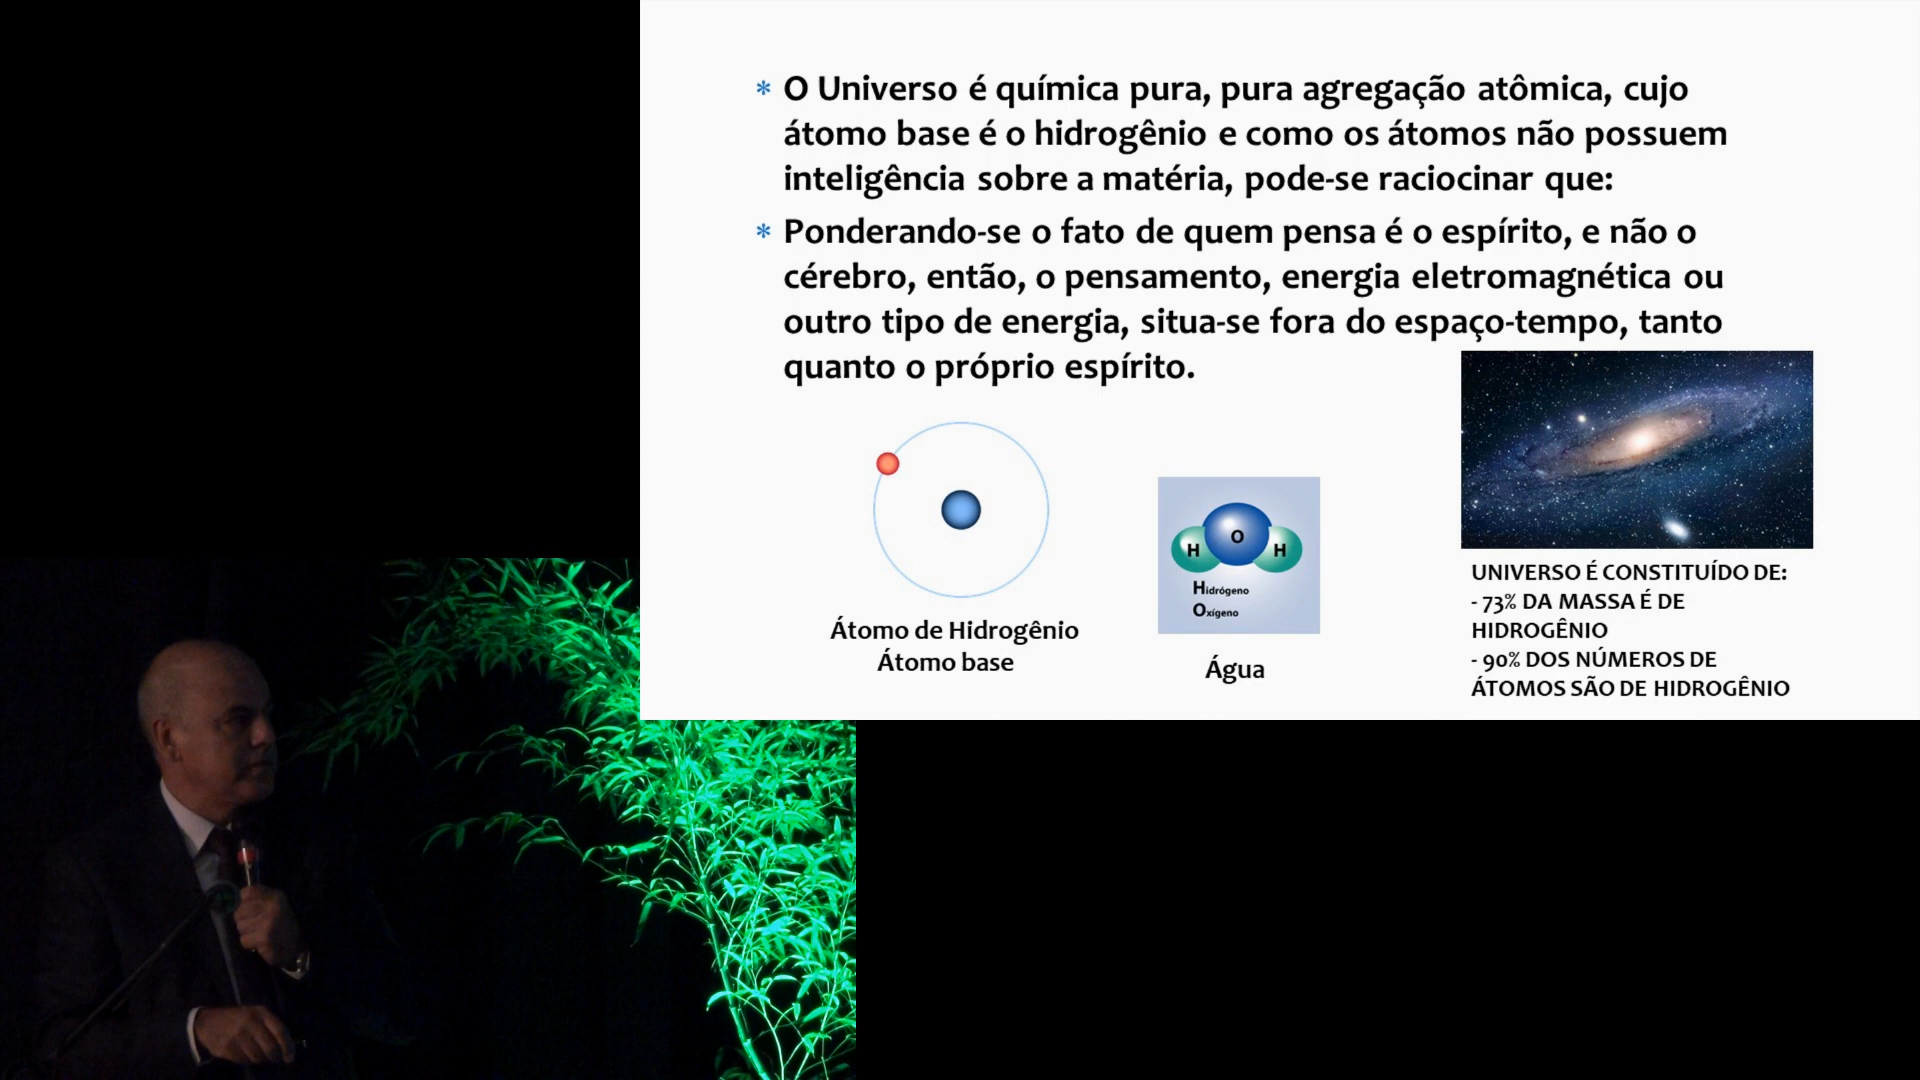 * O Universo é química pura, pura agregação atômica, cujo
átomo base é o hidrogênio e como os átomos não possuem
inteligência sobre a matéria, pode-se raciocinar que:
* Ponderando-se o fato de quem pensa é o espírito, e não o
cérebro, então, o pensamento, energia eletromagnética ou
outro tipo de energia, situa-se fora do espaço-tempo, tanto
quanto o próprio espírito.
Átomo de Hidrogênio
Átomo base
H O H
Hidrógeno
Oxígeno
Água
UNIVERSO É CONSTITUÍDO DE:
- 73% DA MASSA É DE
HIDROGÊNIO
- 90% DOS NÚMEROS DE
ÁTOMOS SÃO DE HIDROGÊNIO